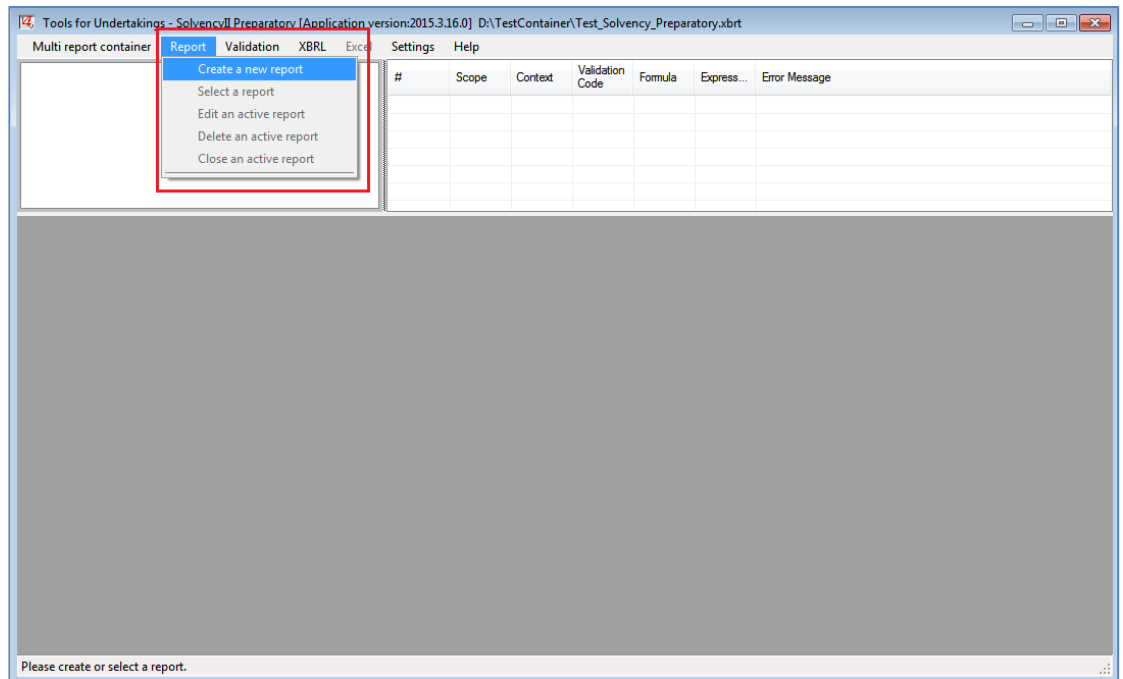 Tools for Undertakings - SolvencyII Preparatory [Application version:2015.3.16.0] D:\TestContainer\Test_Solvency_Preparatory.xbrt
Multi report container Report Validation XBRL Excel Settings Help
Create a new report
Select a report
Edit an active report
Delete an active report
Close an active report
# Scope Context Validation Code Formula Express... Error Message
Please create or select a report.